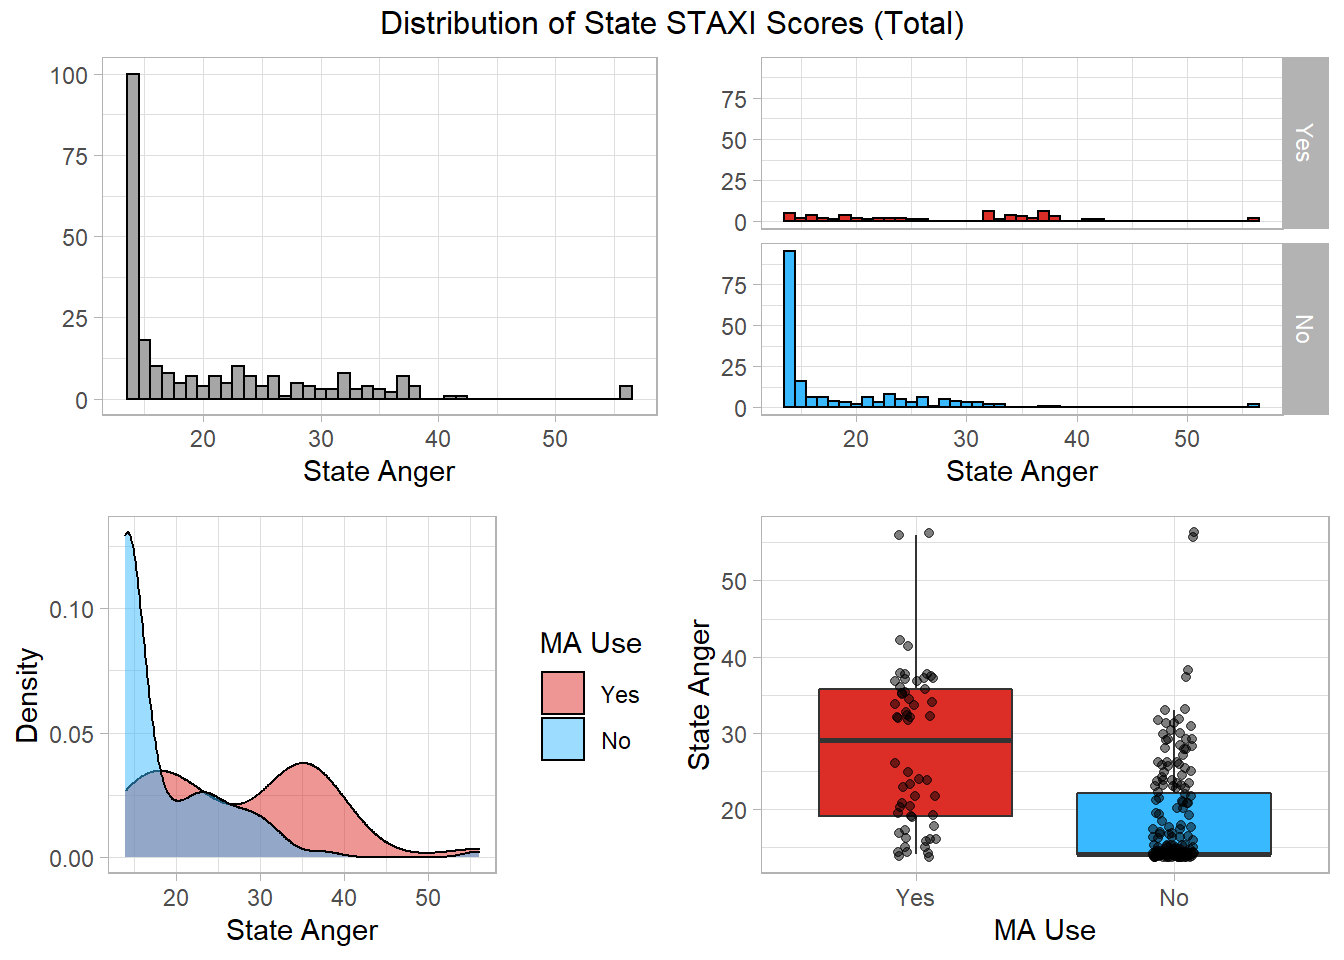 Distribution of State STAXI Scores (Total)
100
75
50
25
0
20 30 40 50
State Anger
75
50
25
0
Yes
75
50
25
0
No
20 30 40 50
State Anger
Density
0.10
0.05
0.00
20 30 40 50
State Anger
MA Use
Yes
No
State Anger
50
40
30
20
Yes No
MA Use